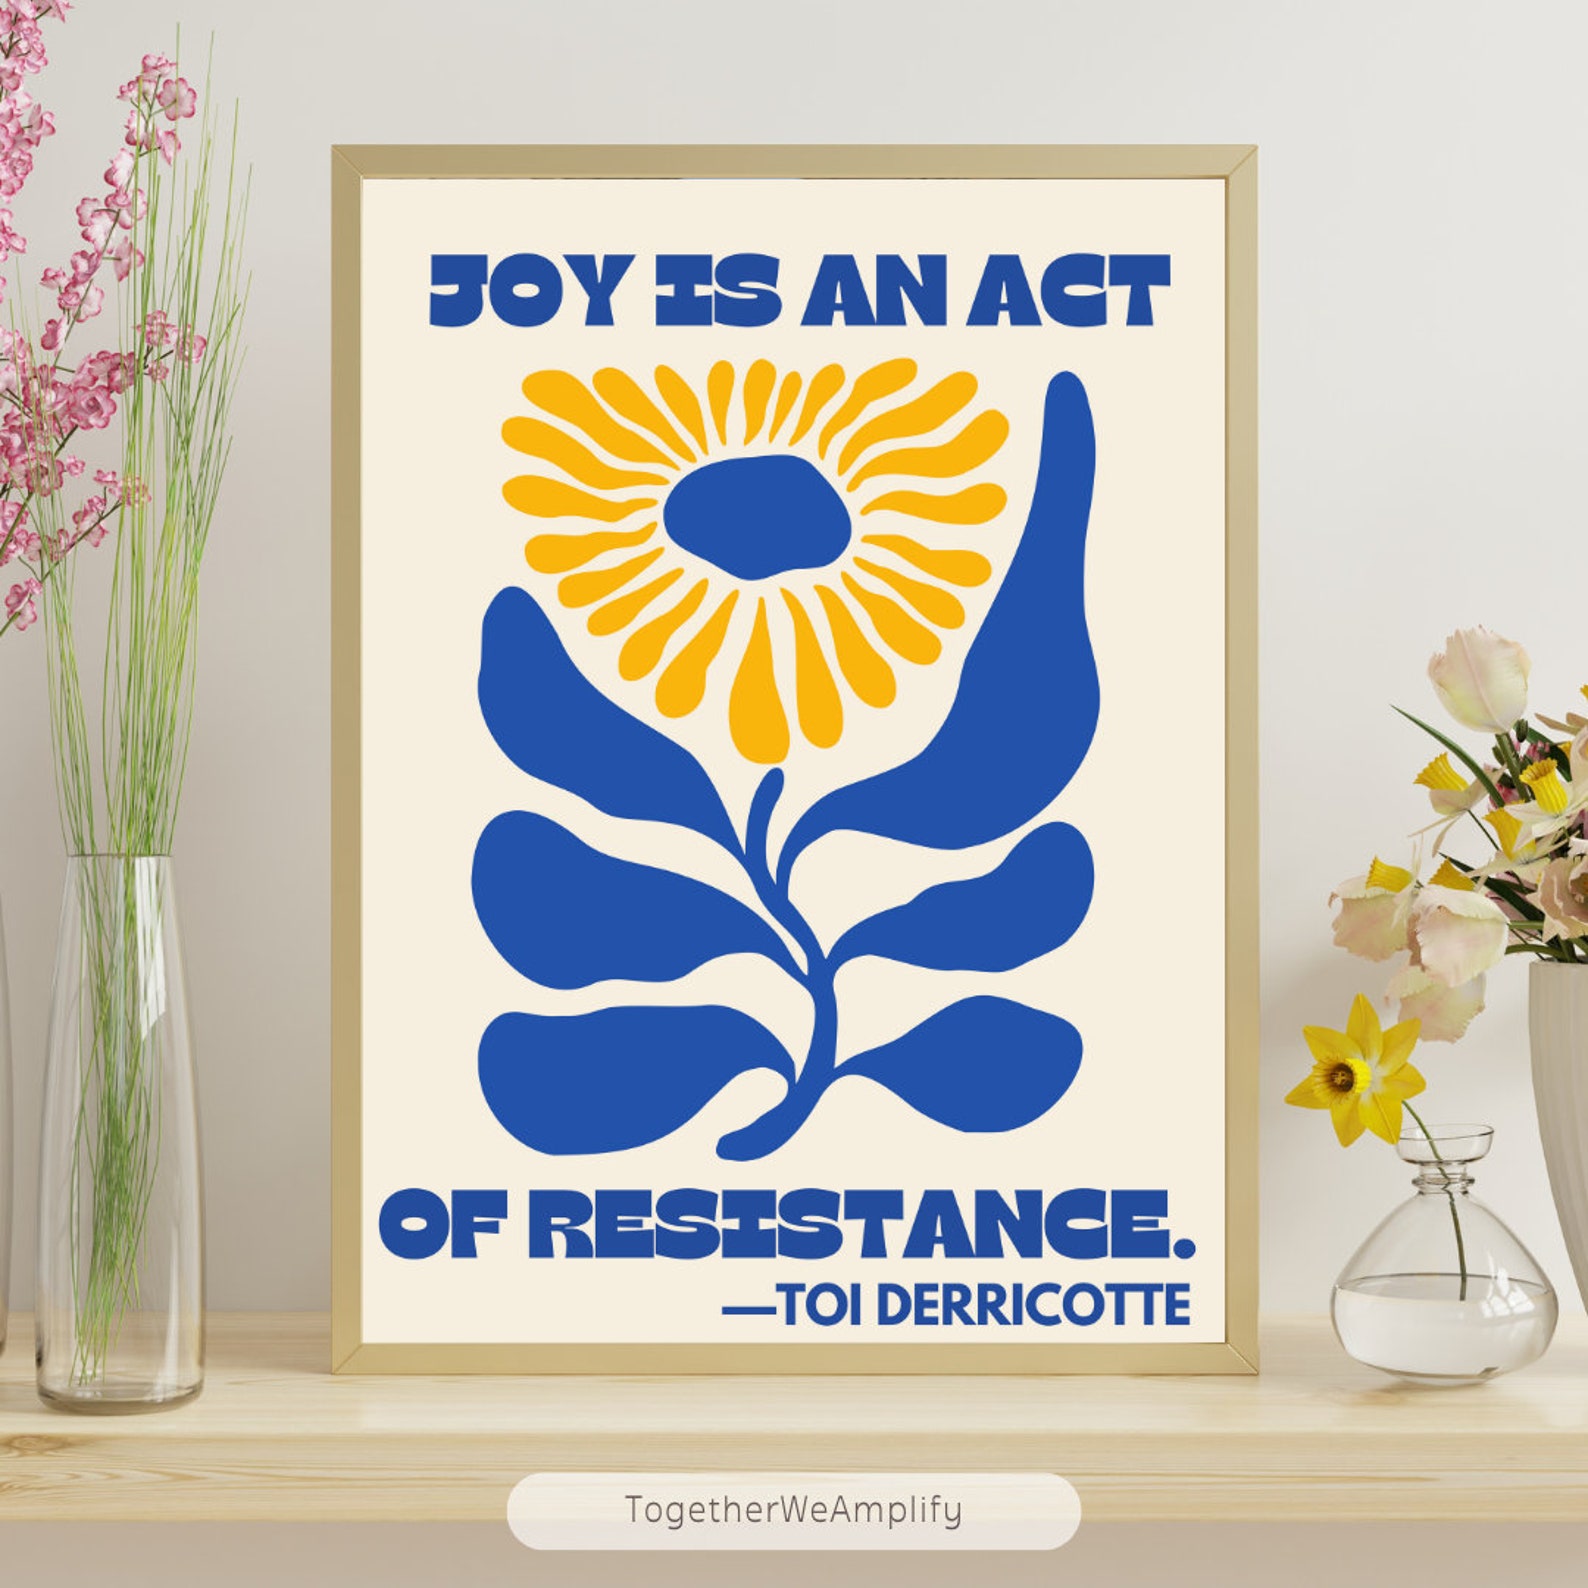 JOY IS AN ACT
OF RESISTANCE.
—TOI DERRICOTTE
TogetherWeAmplify